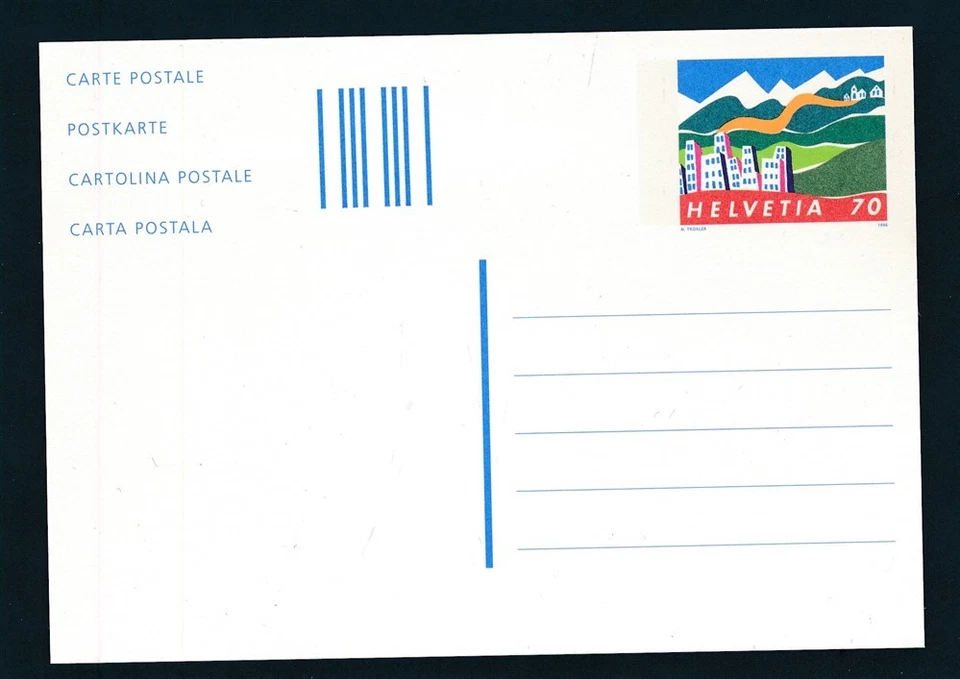 CARTE POSTALE
POSTKARTE
CARTOLINA POSTALE
CARTA POSTALA
HELVETIA 70